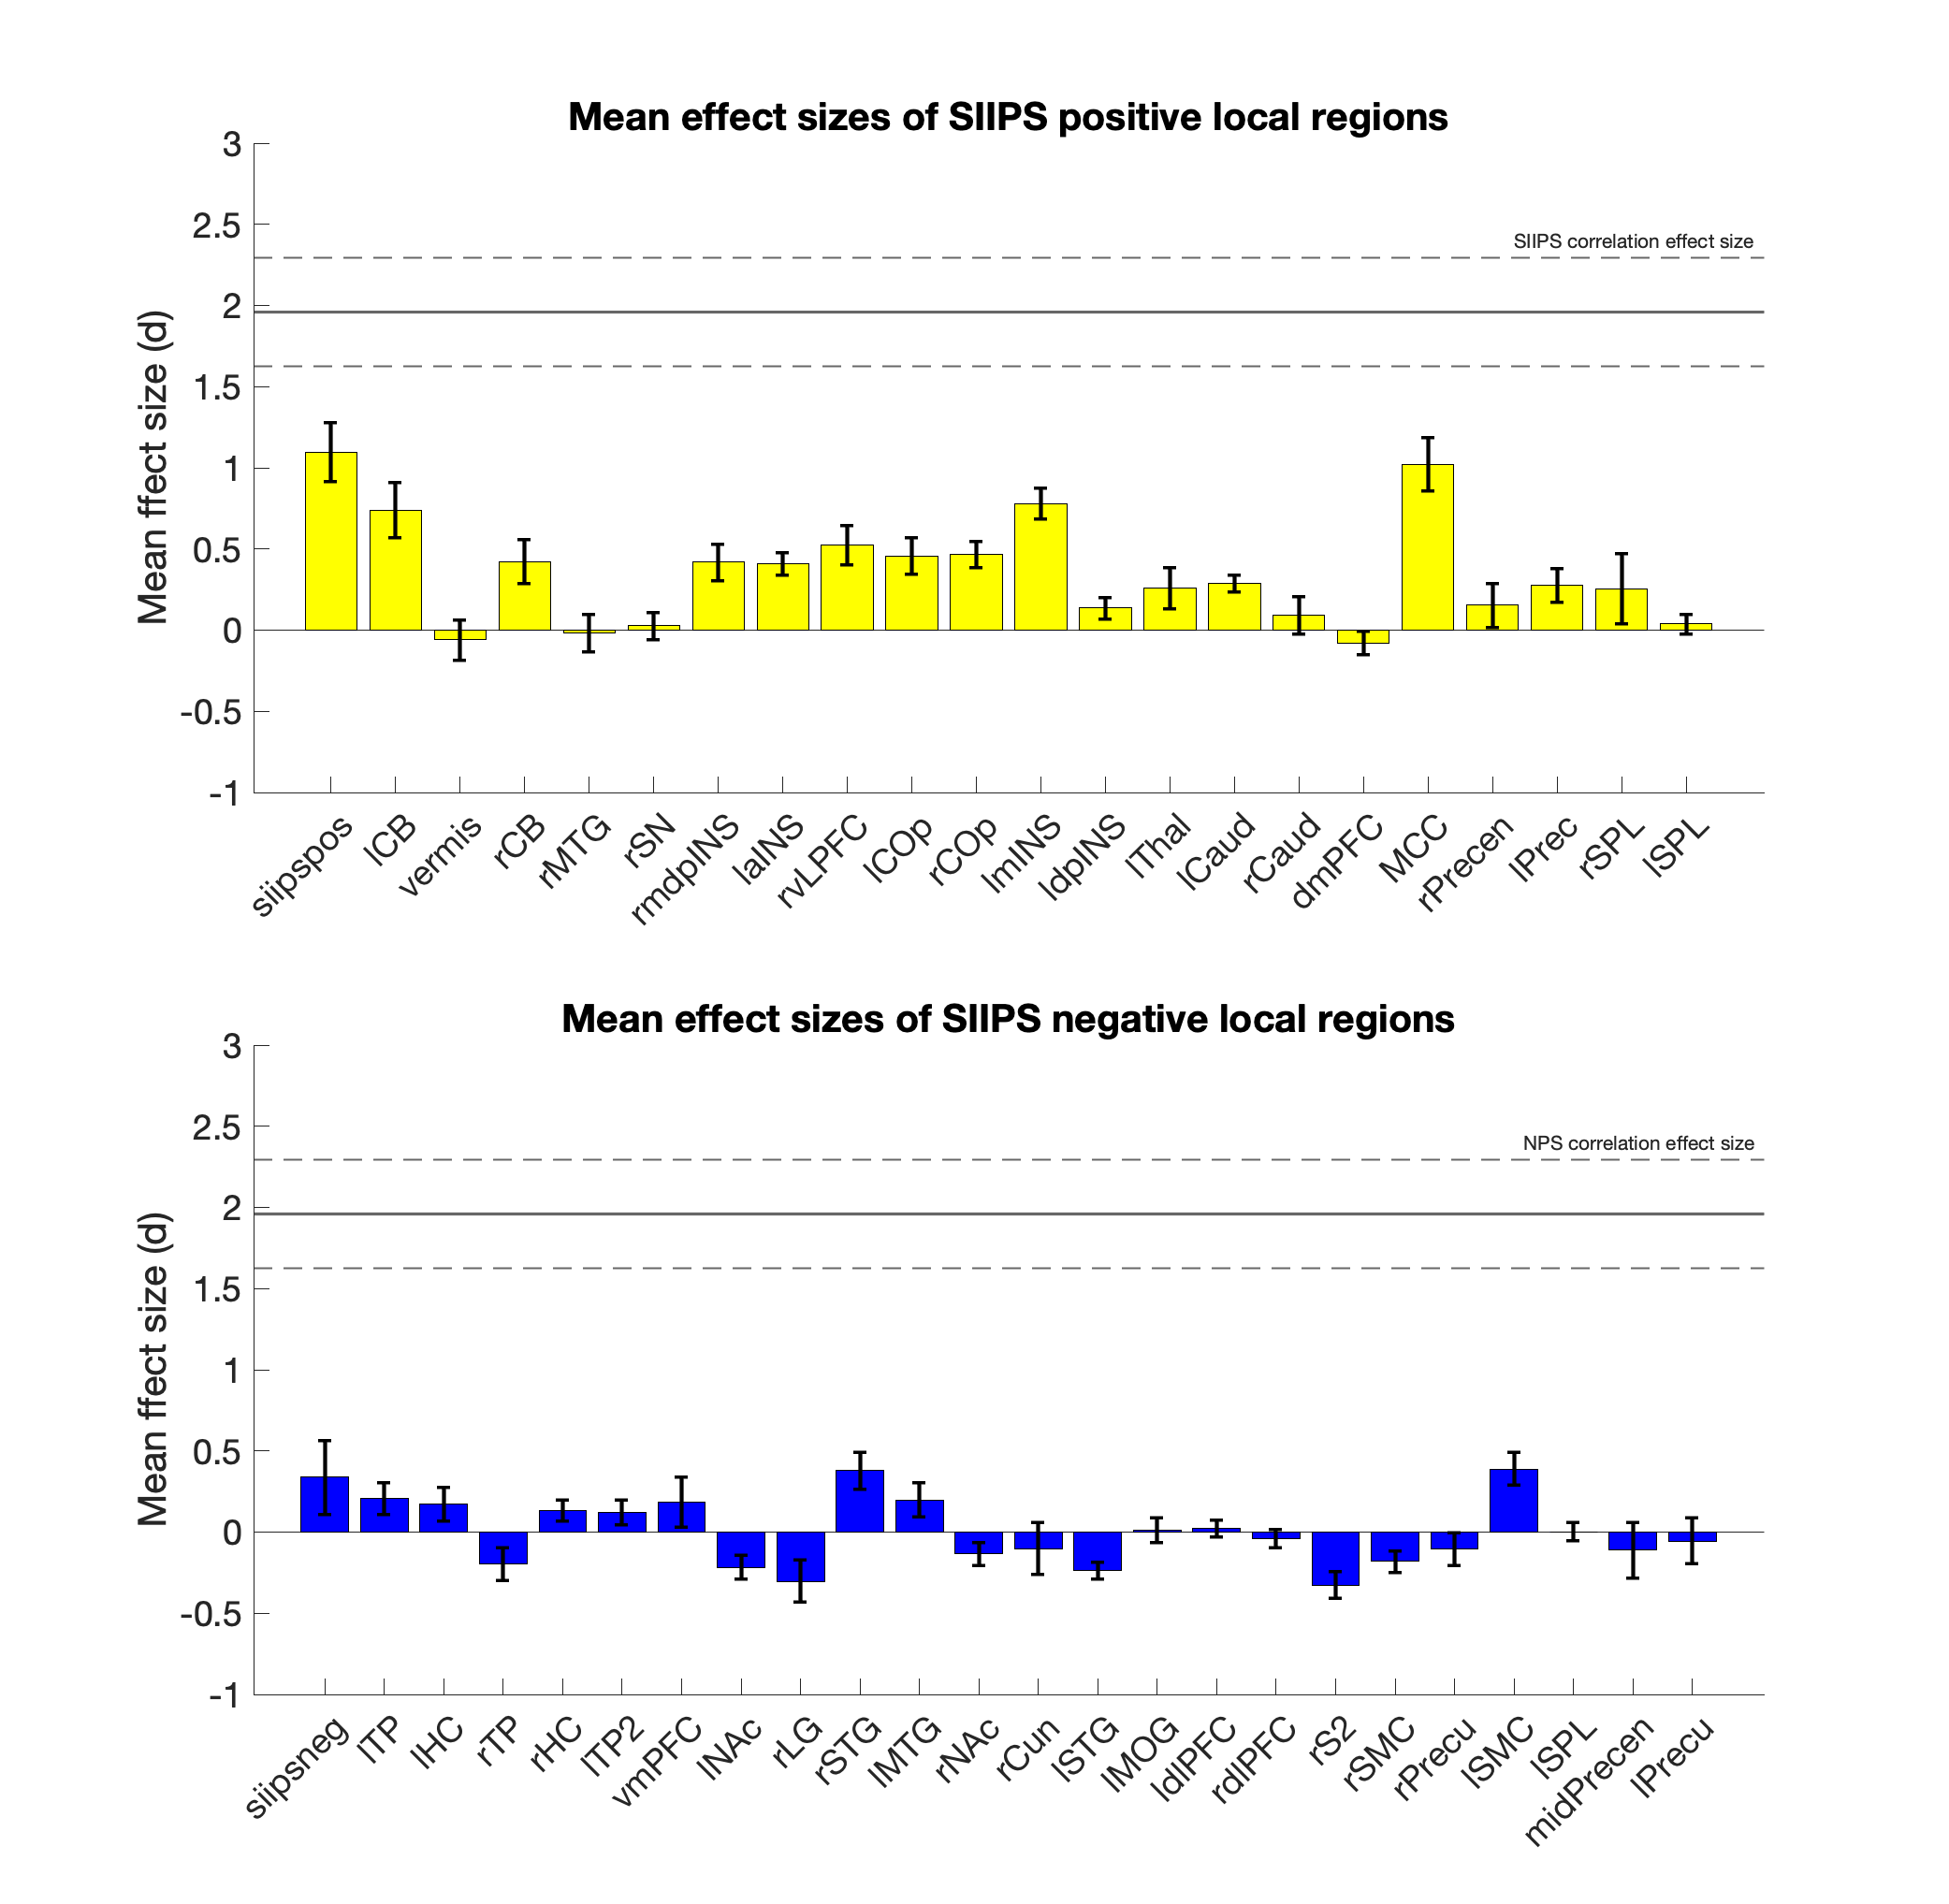 Mean effect sizes of SIIPS positive local regions
3
2.5
2
1.5
1
0.5
0
-0.5
-1
Mean ffect size (d)
SIIPS correlation effect size
siipspos
lCB
vermis
rCB
rMTG
rSN
rmdpINS
laINS
rvLPFC
lCOp
rCOp
lmINS
ldpINS
lThal
lCaud
rCaud
dmPFC
MCC
rPrecen
lPrec
rSPL
lSPL
Mean effect sizes of SIIPS negative local regions
3
2.5
2
1.5
1
0.5
0
-0.5
-1
Mean ffect size (d)
NPS correlation effect size
siipsneg
lTP
lHC
rTP
rHC
lTP2
vmPFC
lNAc
rLG
rSTG
lMTG
rNAc
rCun
lSTG
lMOG
ldlPFC
rdlPFC
rS2
rSMC
rPrecu
lSMC
lSPL
midPrecen
lPrecu